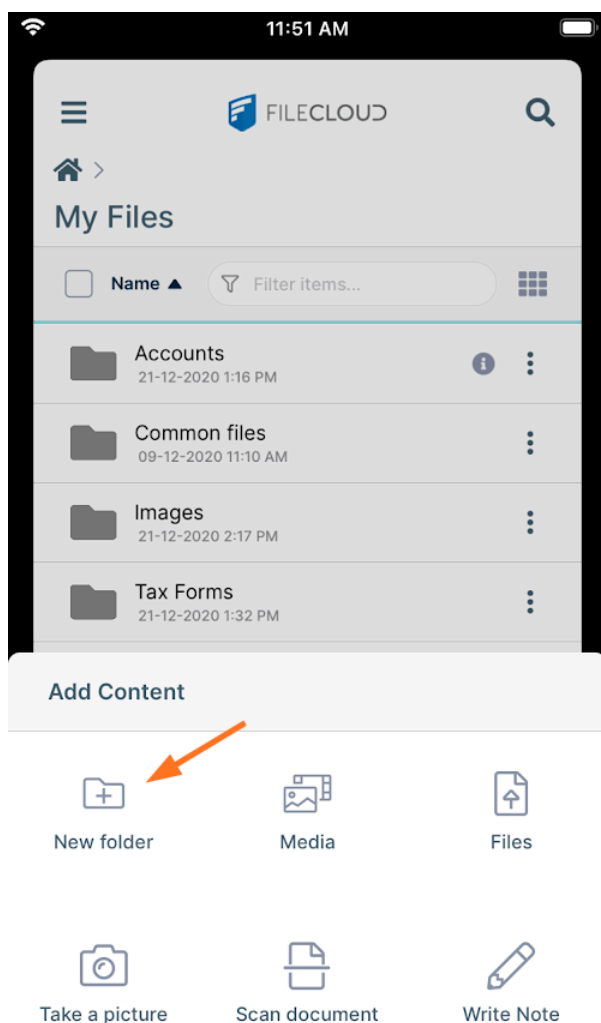 11:51 AM
FILECLOUD
My Files
Name ▲ Filter items...
Accounts
21-12-2020 1:16 PM
Common files
09-12-2020 11:10 AM
Images
21-12-2020 2:17 PM
Tax Forms
21-12-2020 1:32 PM
Add Content
New folder Media Files
Take a picture Scan document Write Note